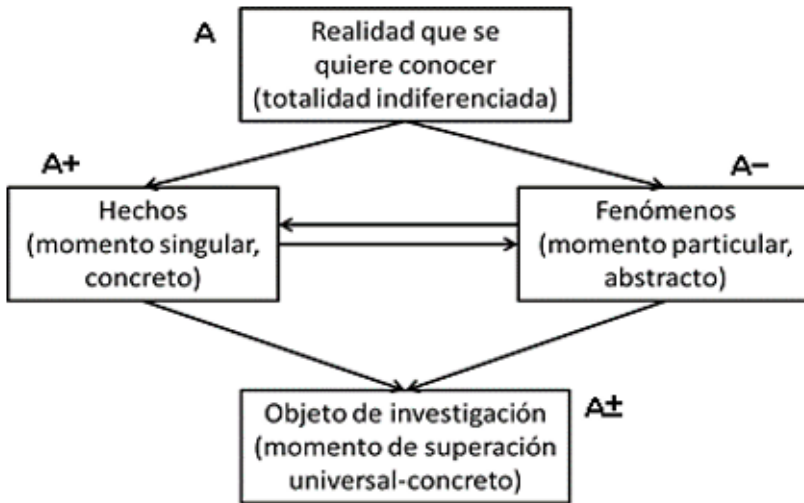 A
Realidad que se
quiere conocer
(totalidad indiferenciada)
A+
Hechos
(momento singular,
concreto)
A−
Fenómenos
(momento particular,
abstracto)
Objeto de investigación
(momento de superación
universal-concreto)
A±